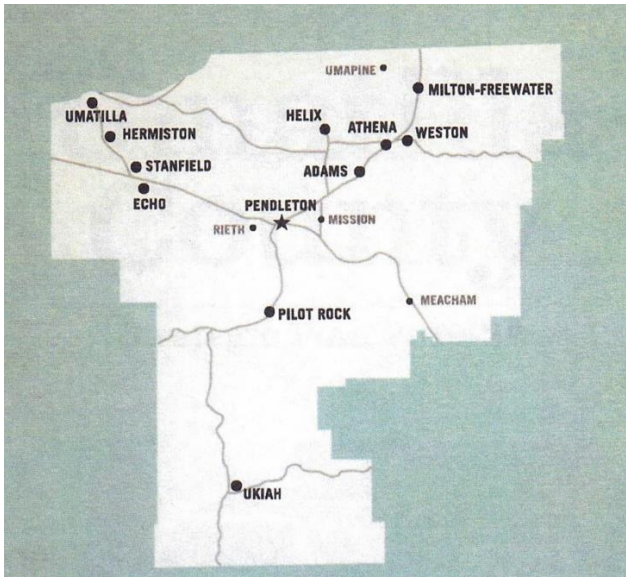 UMAPINE
MILTON-FREEWATER
UMATILLA
HELIX
ATHENA
WESTON
HERMISTON
STANFIELD
ADAMS
ECHO
PENDLETON
MISSION
RIETH
MEACHAM
PILOT ROCK
UKIAH